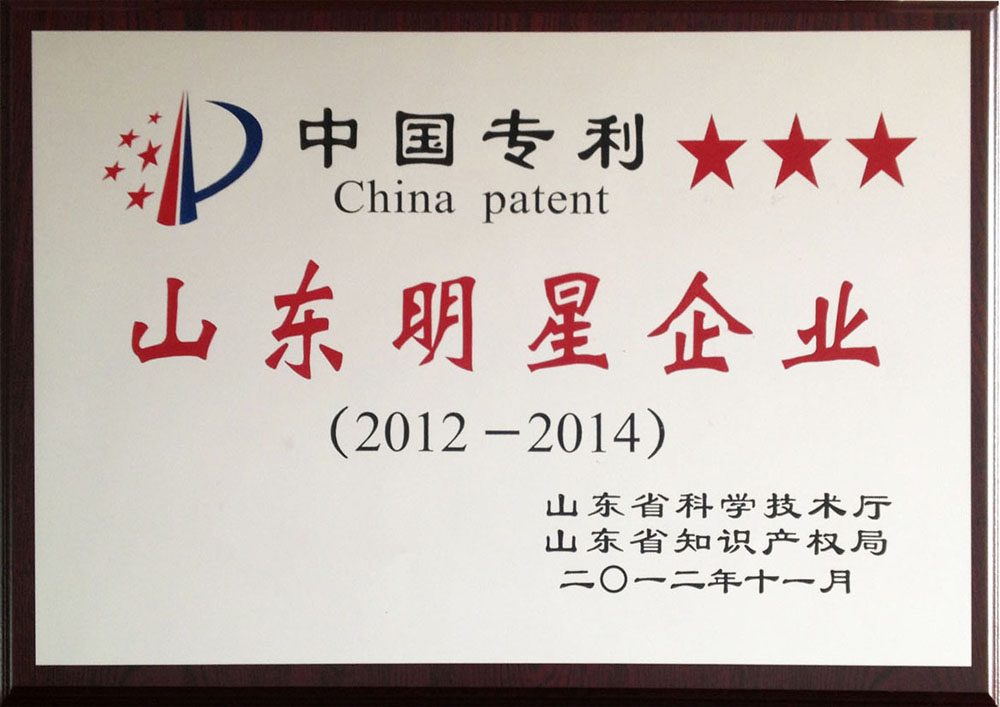 中国专利
China patent
山东明星企业
(2012－2014)
山东省科学技术厅
山东省知识产权局
二〇一二年十一月